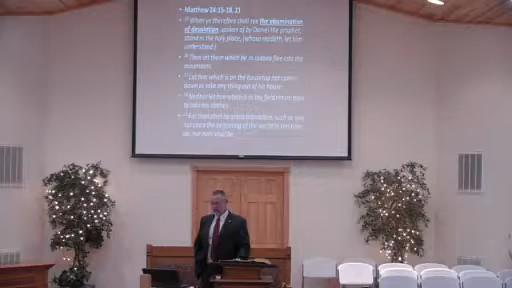 • Matthew 24:15-18, 21
• 15 When ye therefore shall see the abomination
of desolation, spoken of by Daniel the prophet,
stand in the holy place, (whoso readeth, let him
understand:)
• 16 Then let them which be in Judaea flee into the
mountains:
• 17 Let him which is on the housetop not come
down to take any thing out of his house:
• 18 Neither let him which is in the field return back
to take his clothes.
• 21 For then shall be great tribulation, such as was
not since the beginning of the world to this time,
no, nor ever shall be.